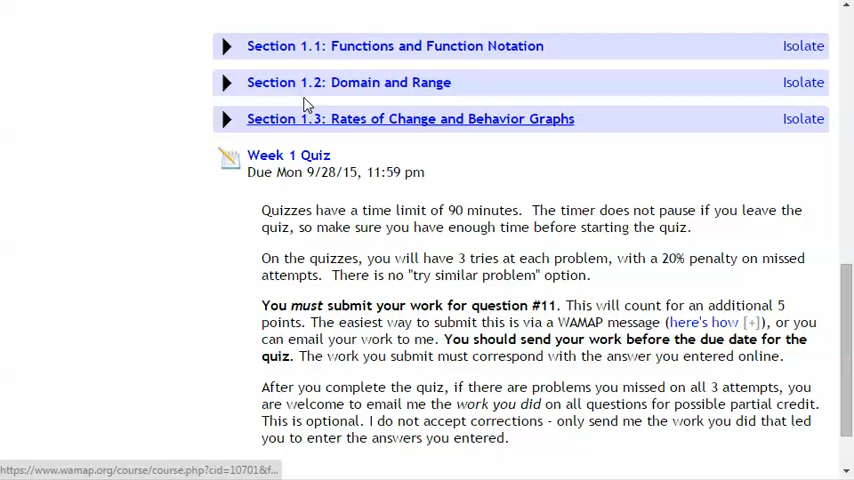 Section 1.1: Functions and Function Notation Isolate
Section 1.2: Domain and Range Isolate
Section 1.3: Rates of Change and Behavior Graphs Isolate
Week 1 Quiz
Due Mon 9/28/15, 11:59 pm
Quizzes have a time limit of 90 minutes. The timer does not pause if you leave the
quiz, so make sure you have enough time before starting the quiz.
On the quizzes, you will have 3 tries at each problem, with a 20% penalty on missed
attempts. There is no "try similar problem" option.
You must submit your work for question #11. This will count for an additional 5
points. The easiest way to submit this is via a WAMAP message (here's how [+]), or you
can email your work to me. You should send your work before the due date for the
quiz. The work you submit must correspond with the answer you entered online.
After you complete the quiz, if there are problems you missed on all 3 attempts, you
are welcome to email me the work you did on all questions for possible partial credit.
This is optional. I do not accept corrections - only send me the work you did that led
you to enter the answers you entered.
https://www.wamap.org/course/course.php?cid=10701&f...